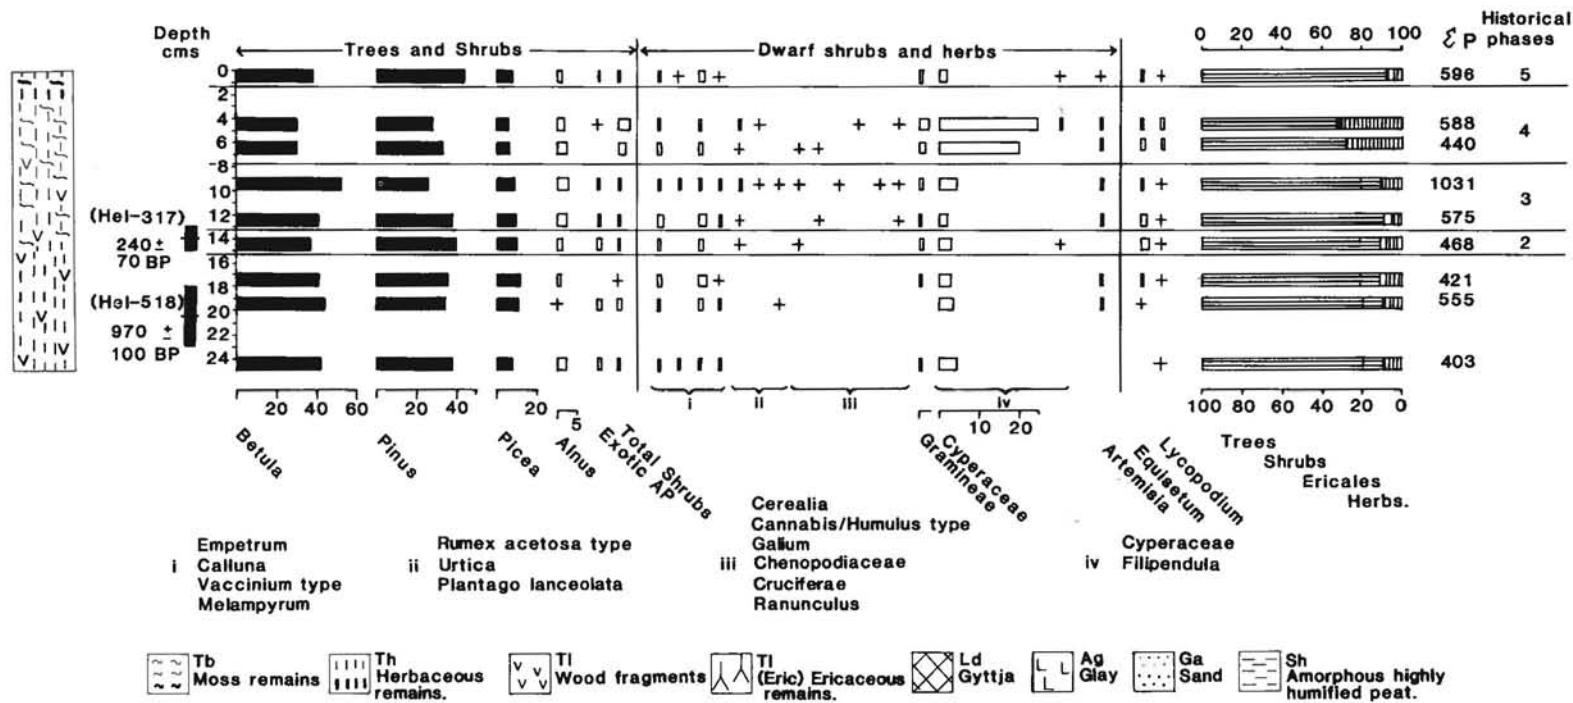 Depth
cms
Trees and Shrubs
Dwarf shrubs and herbs
0 20 40 60 80 100
Ɛ P
Historical
phases
0
2
4
6
8
10
12
14
16
18
20
22
24
(Hel-317)
240 ±
70 BP
(Hel-518)
970 ±
100 BP
596 5
588
4
440
1031
3
575
468 2
421
555
403
20 40 60
20 40
20
5
i
ii
iii
iv
10 20
100 80 60 40 20 0
Betula
Pinus
Picea
Alnus
Exotic AP
Total Shrubs
Gramineae
Cyperaceae
Artemisia
Equisetum
Lycopodium
Trees
Shrubs
Ericales
Herbs.
i
Empetrum
Calluna
Vaccinium type
Melampyrum
ii
Rumex acetosa type
Urtica
Plantago lanceolata
iii
Cerealia
Cannabis/Humulus type
Galium
Chenopodiaceae
Cruciferae
Ranunculus
iv
Cyperaceae
Filipendula
Tb
Moss remains
Th
Herbaceous
remains.
Tl
Wood fragments
Tl
(Eric) Ericaceous
remains.
Ld
Gyttja
Ag
Glay
Ga
Sand
Sh
Amorphous highly
humified peat.